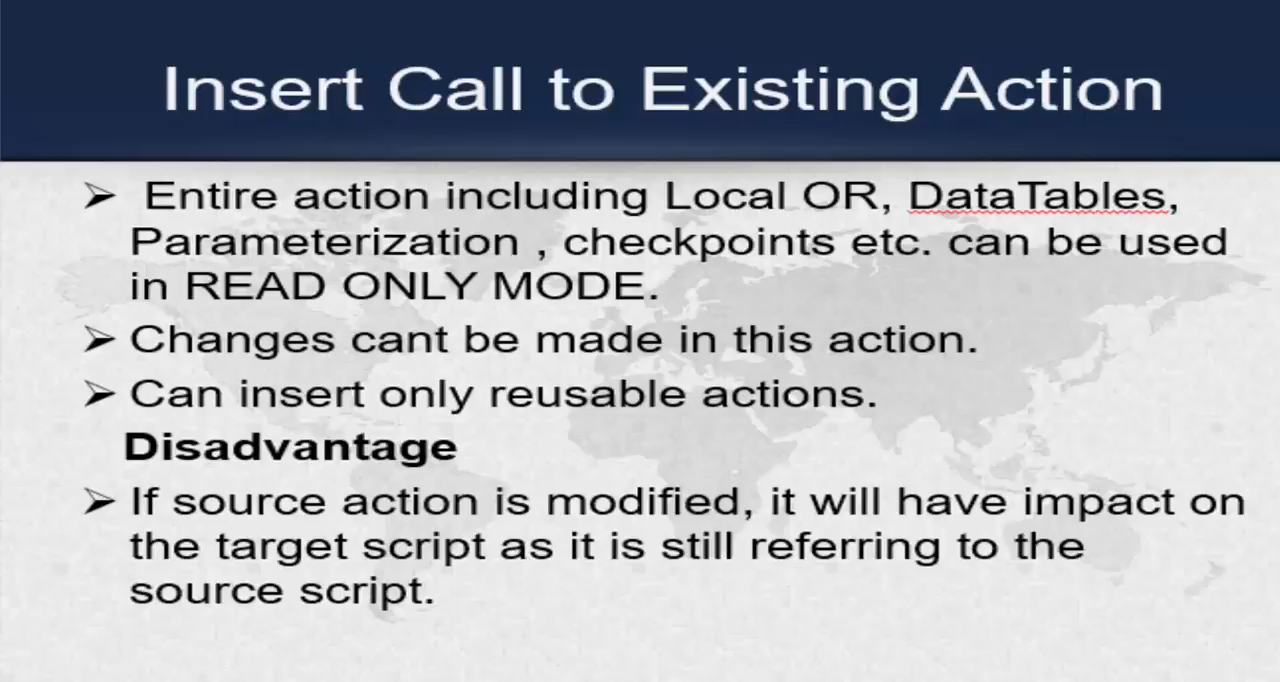 Insert Call to Existing Action
➢ Entire action including Local OR, DataTables,
Parameterization , checkpoints etc. can be used
in READ ONLY MODE.
➢ Changes cant be made in this action.
➢ Can insert only reusable actions.
Disadvantage
➢ If source action is modified, it will have impact on
the target script as it is still referring to the
source script.